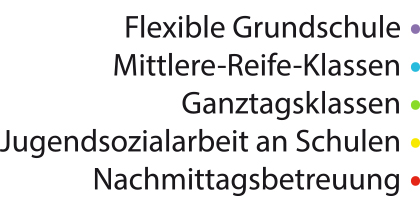 Flexible Grundschule
Mittlere-Reife-Klassen
Ganztagsklassen
Jugendsozialarbeit an Schulen
Nachmittagsbetreuung